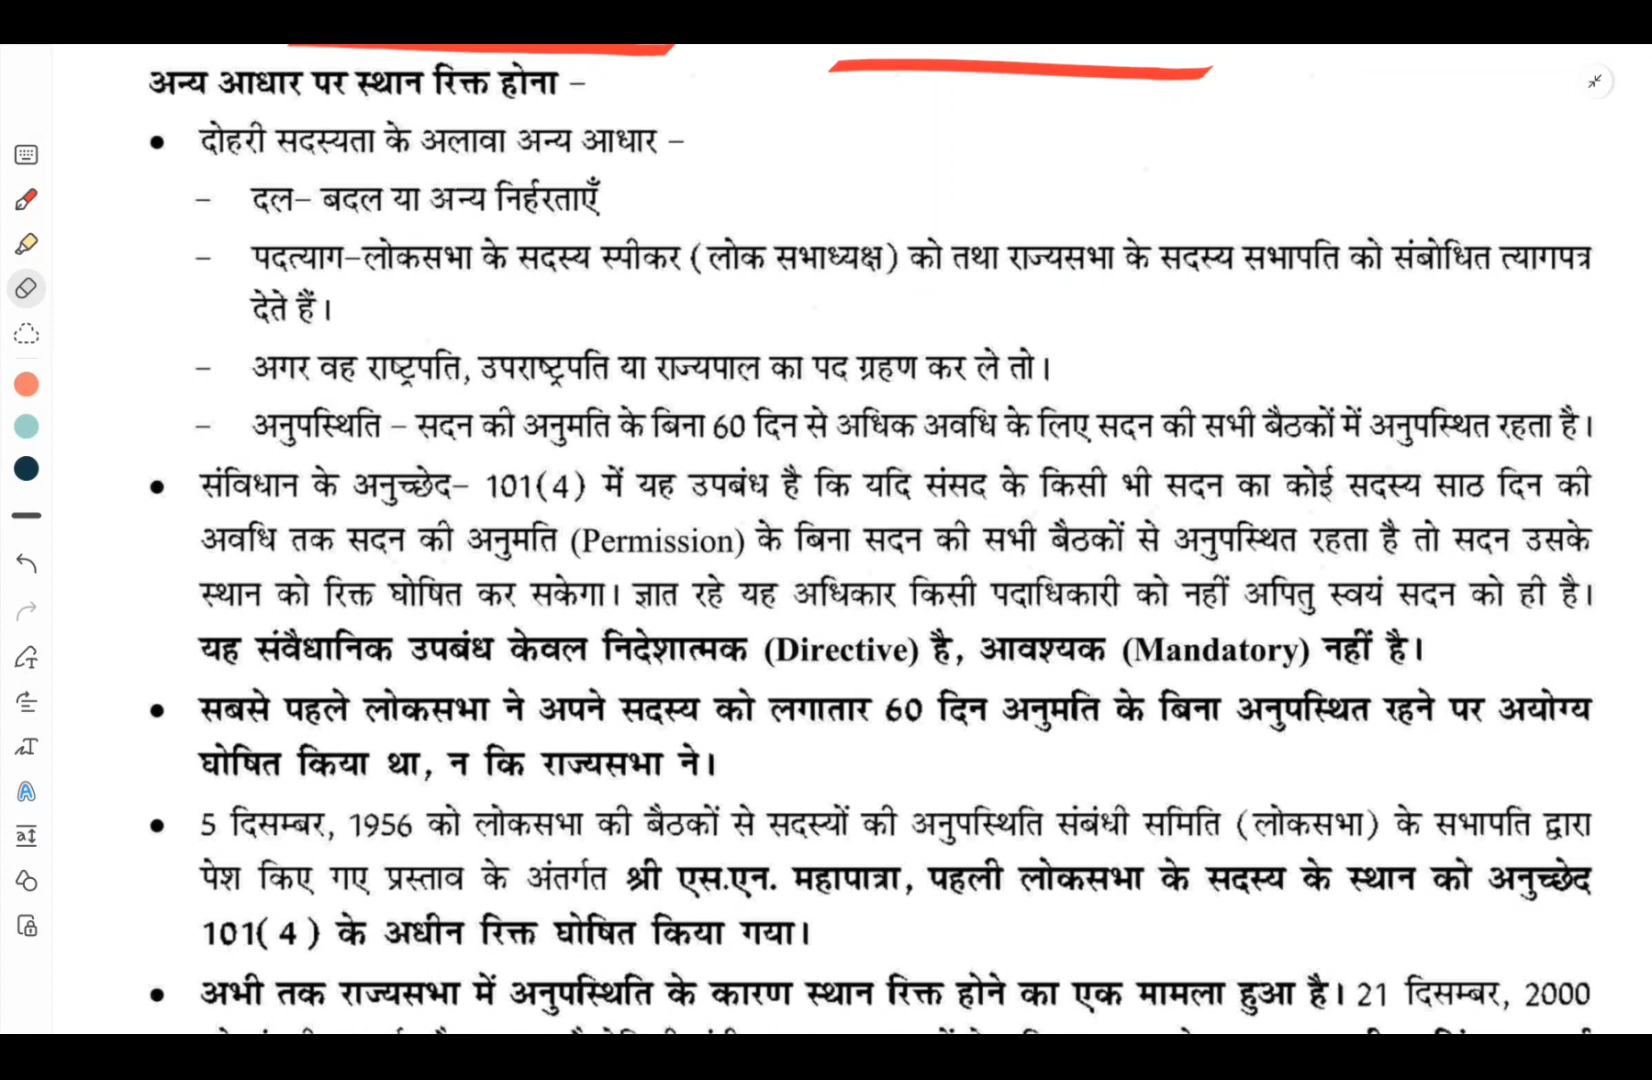 अन्य आधार पर स्थान रिक्त होना –
● दोहरी सदस्यता के अलावा अन्य आधार –
– दल– बदल या अन्य निर्हरताएँ
– पदत्याग–लोकसभा के सदस्य स्पीकर (लोक सभाध्यक्ष) को तथा राज्यसभा के सदस्य सभापति को संबोधित त्यागपत्र
देते हैं।
– अगर वह राष्ट्रपति, उपराष्ट्रपति या राज्यपाल का पद ग्रहण कर ले तो।
– अनुपस्थिति – सदन की अनुमति के बिना 60 दिन से अधिक अवधि के लिए सदन की सभी बैठकों में अनुपस्थित रहता है।
● संविधान के अनुच्छेद– 101(4) में यह उपबंध है कि यदि संसद के किसी भी सदन का कोई सदस्य साठ दिन की
अवधि तक सदन की अनुमति (Permission) के बिना सदन की सभी बैठकों से अनुपस्थित रहता है तो सदन उसके
स्थान को रिक्त घोषित कर सकेगा। ज्ञात रहे यह अधिकार किसी पदाधिकारी को नहीं अपितु स्वयं सदन को ही है।
यह संवैधानिक उपबंध केवल निदेशात्मक (Directive) है, आवश्यक (Mandatory) नहीं है।
● सबसे पहले लोकसभा ने अपने सदस्य को लगातार 60 दिन अनुमति के बिना अनुपस्थित रहने पर अयोग्य
घोषित किया था, न कि राज्यसभा ने।
● 5 दिसम्बर, 1956 को लोकसभा की बैठकों से सदस्यों की अनुपस्थिति संबंधी समिति (लोकसभा) के सभापति द्वारा
पेश किए गए प्रस्ताव के अंतर्गत श्री एस.एन. महापात्रा, पहली लोकसभा के सदस्य के स्थान को अनुच्छेद
101( 4 ) के अधीन रिक्त घोषित किया गया।
● अभी तक राज्यसभा में अनुपस्थिति के कारण स्थान रिक्त होने का एक मामला हुआ है। 21 दिसम्बर, 2000